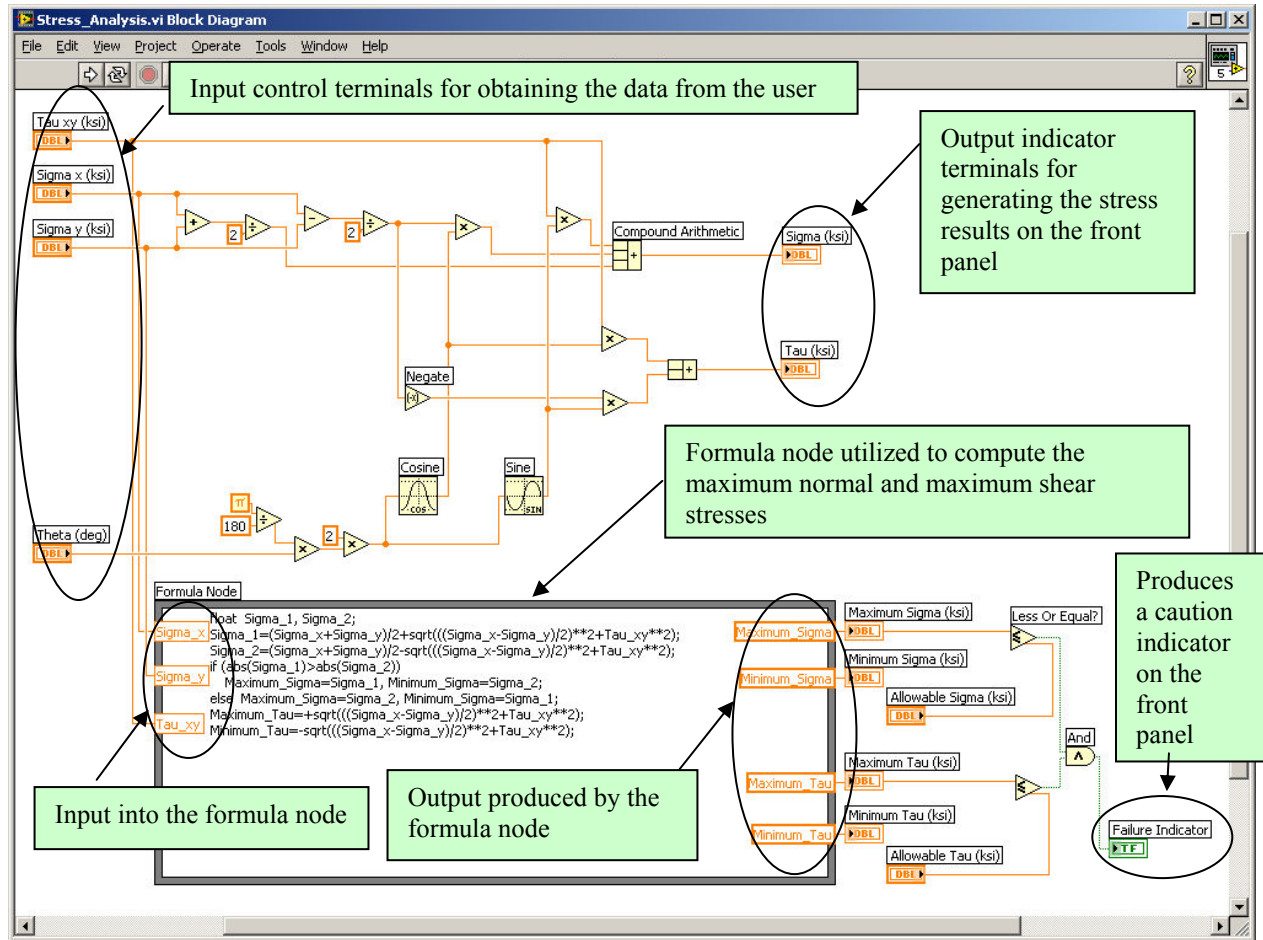 Stress_Analysis.vi Block Diagram
File Edit View Project Operate Tools Window Help
?
5
Input control terminals for obtaining the data from the user
Output indicator
terminals for
generating the stress
results on the front
panel
Tau xy (ksi)
DBL
Sigma x (ksi)
DBL
Sigma y (ksi)
DBL
+
2
÷
-
2
÷
x
x
Compound Arithmetic
+
Sigma (ksi)
DBL
x
Tau (ksi)
DBL
+
Negate
(-x)
x
Formula node utilized to compute the
maximum normal and maximum shear
stresses
Cosine
COS
Sine
SIN
π
180
÷
2
x
x
Theta (deg)
DBL
Produces
a caution
indicator
on the
front
panel
Formula Node
float Sigma_1, Sigma_2;
Sigma_x
Sigma_1=(Sigma_x+Sigma_y)/2+sqrt(((Sigma_x-Sigma_y)/2)**2+Tau_xy**2);
Sigma_2=(Sigma_x+Sigma_y)/2-sqrt(((Sigma_x-Sigma_y)/2)**2+Tau_xy**2);
if (abs(Sigma_1)>abs(Sigma_2))
Sigma_y
Maximum_Sigma=Sigma_1, Minimum_Sigma=Sigma_2;
else Maximum_Sigma=Sigma_2, Minimum_Sigma=Sigma_1;
Maximum_Tau=+sqrt(((Sigma_x-Sigma_y)/2)**2+Tau_xy**2);
Tau_xy
Minimum_Tau=-sqrt(((Sigma_x-Sigma_y)/2)**2+Tau_xy**2);
Maximum_Sigma
Maximum Sigma (ksi)
DBL
Less Or Equal?
≤
Minimum_Sigma
Minimum Sigma (ksi)
DBL
Allowable Sigma (ksi)
DBL
And
∧
Maximum_Tau
Maximum Tau (ksi)
DBL
≤
Minimum_Tau
Minimum Tau (ksi)
DBL
Allowable Tau (ksi)
DBL
Failure Indicator
TF
Input into the formula node
Output produced by the
formula node